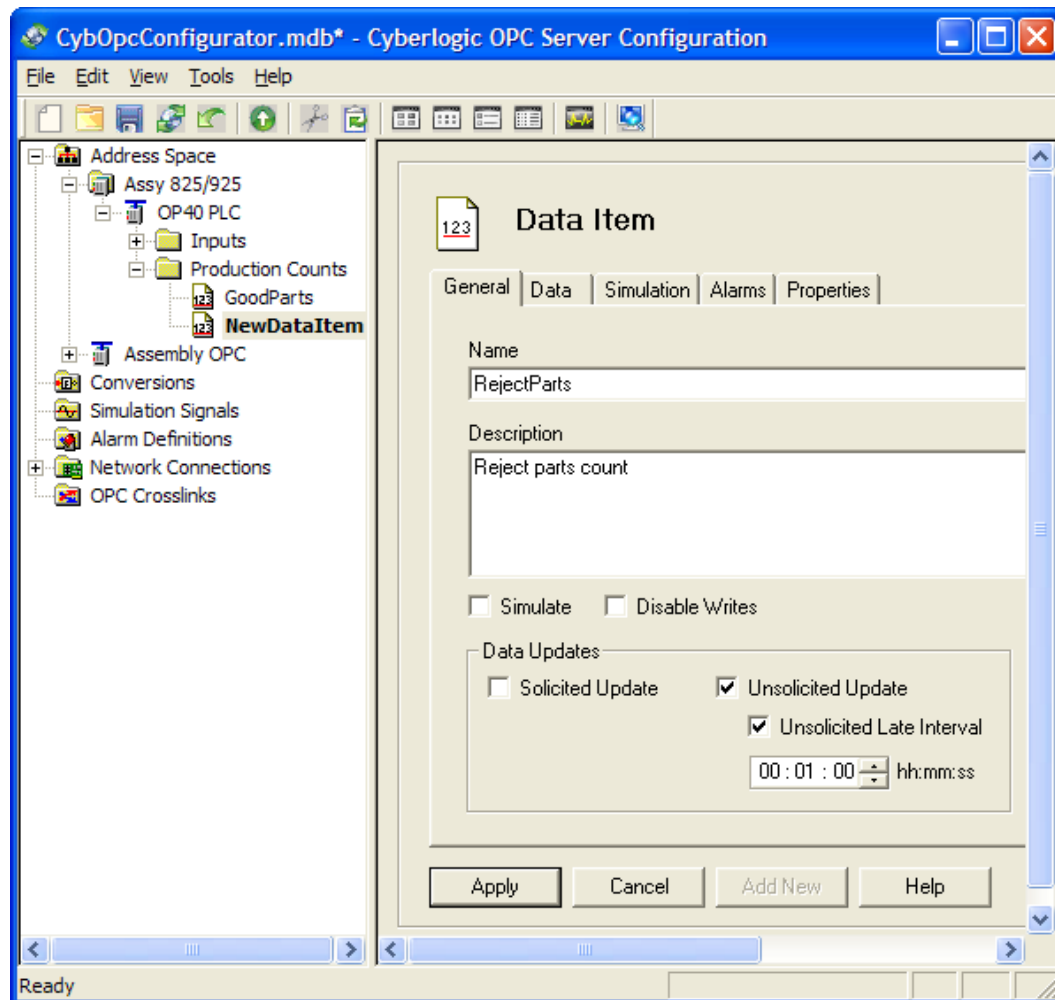 CybOpcConfigurator.mdb* - Cyberlogic OPC Server Configuration
File Edit View Tools Help
Address Space
Assy 825/925
OP40 PLC
Inputs
Production Counts
GoodParts
NewDataItem
Assembly OPC
Conversions
Simulation Signals
Alarm Definitions
Network Connections
OPC Crosslinks
123 Data Item
General Data Simulation Alarms Properties
Name
RejectParts
Description
Reject parts count
Simulate Disable Writes
Data Updates
Solicited Update Unsolicited Update
Unsolicited Late Interval
00 : 01 : 00 hh:mm:ss
Apply Cancel Add New Help
Ready